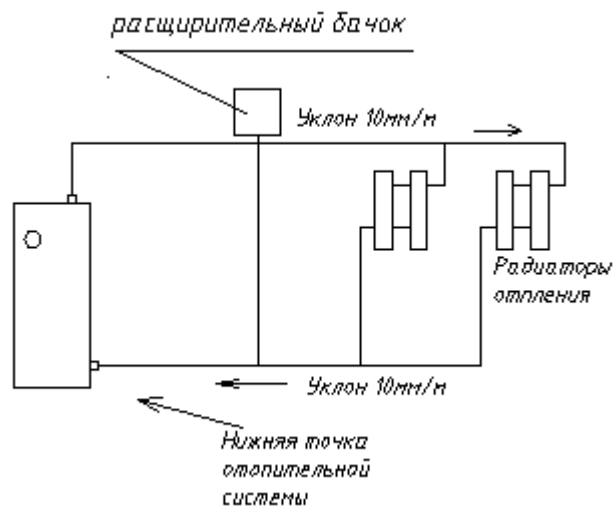 расщирительный бачок
Уклон 10мм/м
Радиаторы
отпления
Уклон 10мм/м
Нижняя точка
отопительной
системы